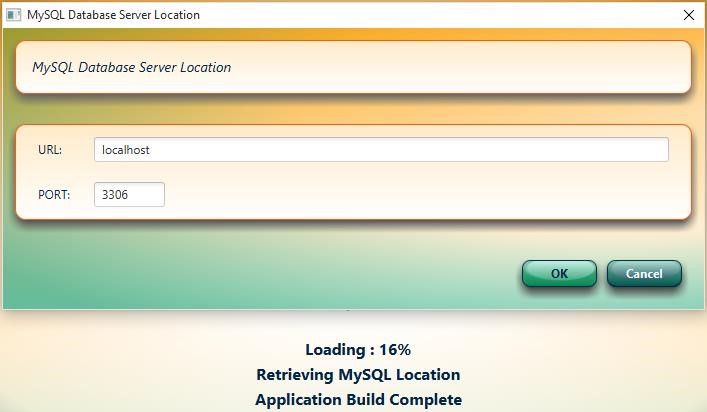 MySQL Database Server Location
MySQL Database Server Location
URL:
localhost
PORT:
3306
OK
Cancel
Loading : 16%
Retrieving MySQL Location
Application Build Complete